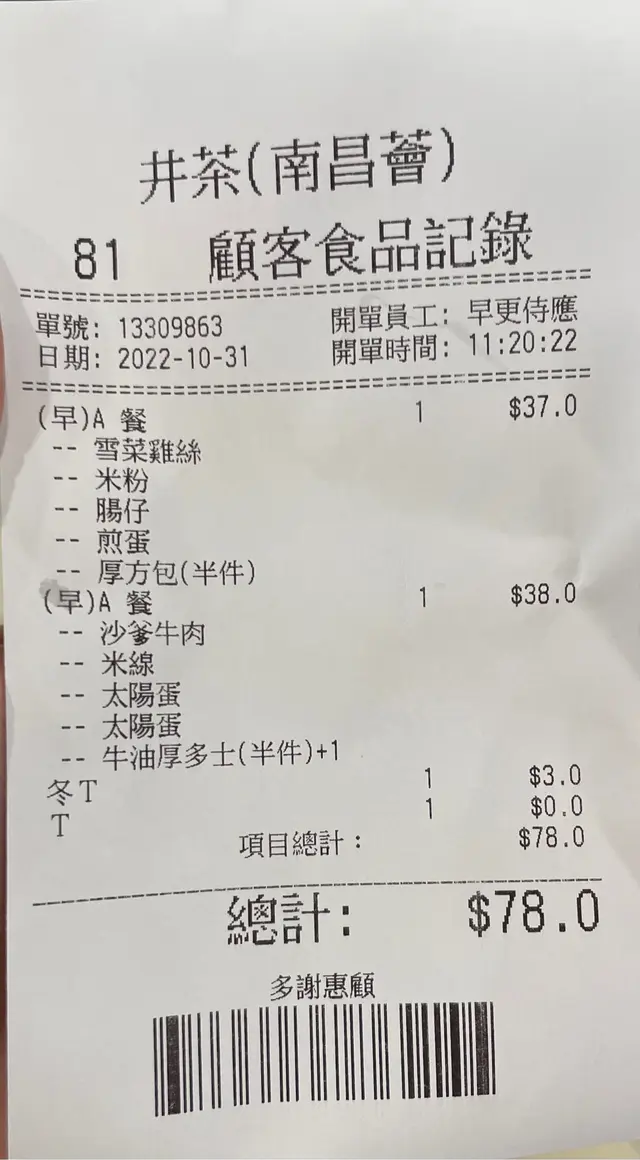 井茶(南昌薈)
81 顧客食品記錄
單號: 13309863 開單員工: 早更侍應
日期: 2022-10-31 開單時間: 11:20:22
(早)A 餐 1 $37.0
-- 雪菜雞絲
-- 米粉
-- 腸仔
-- 煎蛋
-- 厚方包(半件)
(早)A 餐 1 $38.0
-- 沙爹牛肉
-- 米線
-- 太陽蛋
-- 太陽蛋
-- 牛油厚多士(半件)+1
冬T 1 $3.0
T 1 $0.0
項目總計: $78.0
總計: $78.0
多謝惠顧